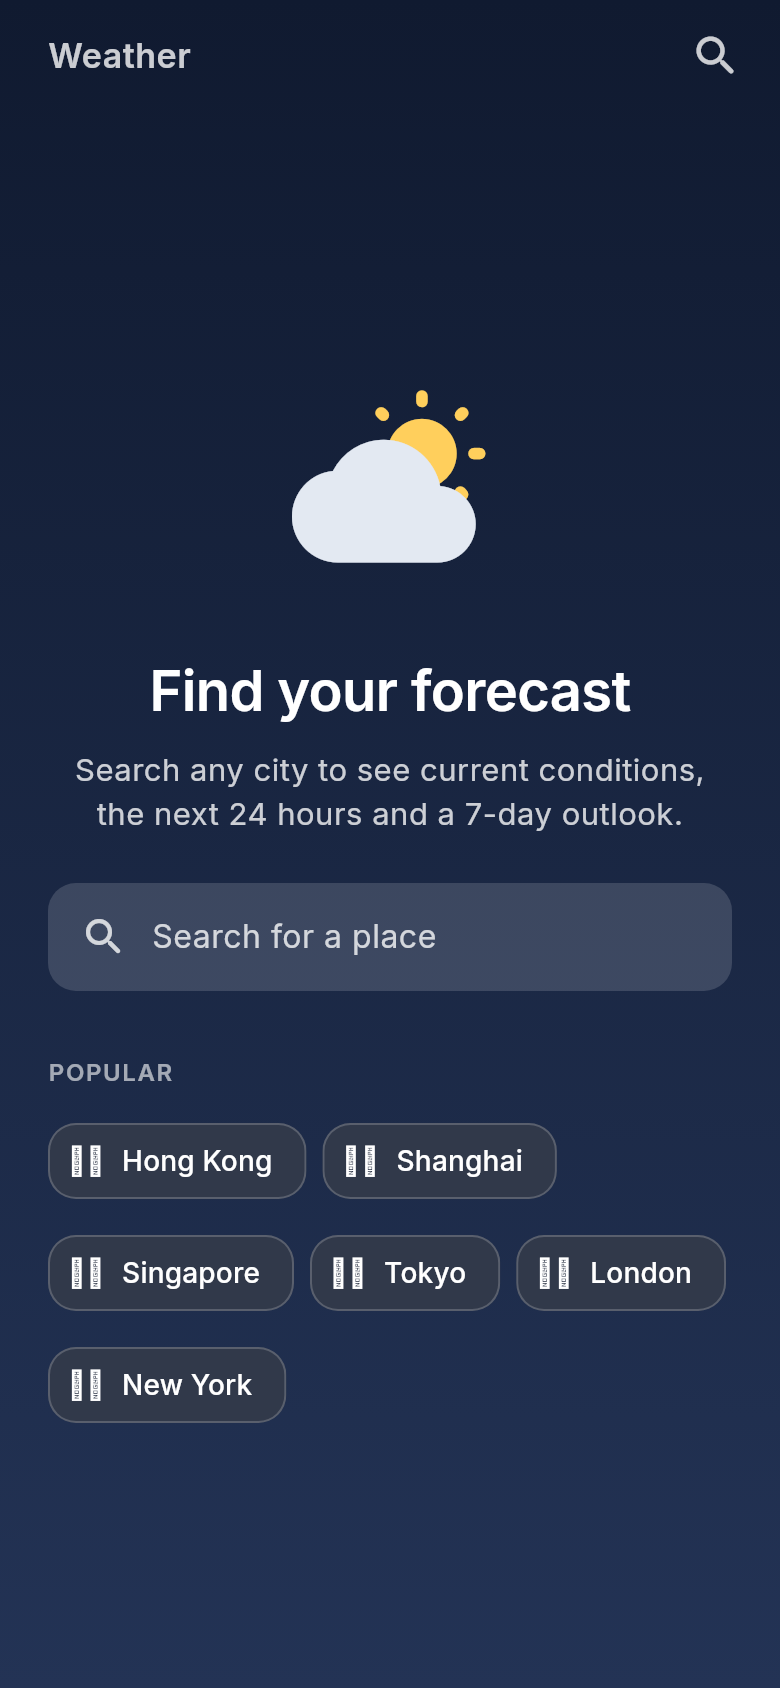 Weather
Find your forecast
Search any city to see current conditions,
the next 24 hours and a 7-day outlook.
Search for a place
POPULAR
Hong Kong
Shanghai
Singapore
Tokyo
London
New York